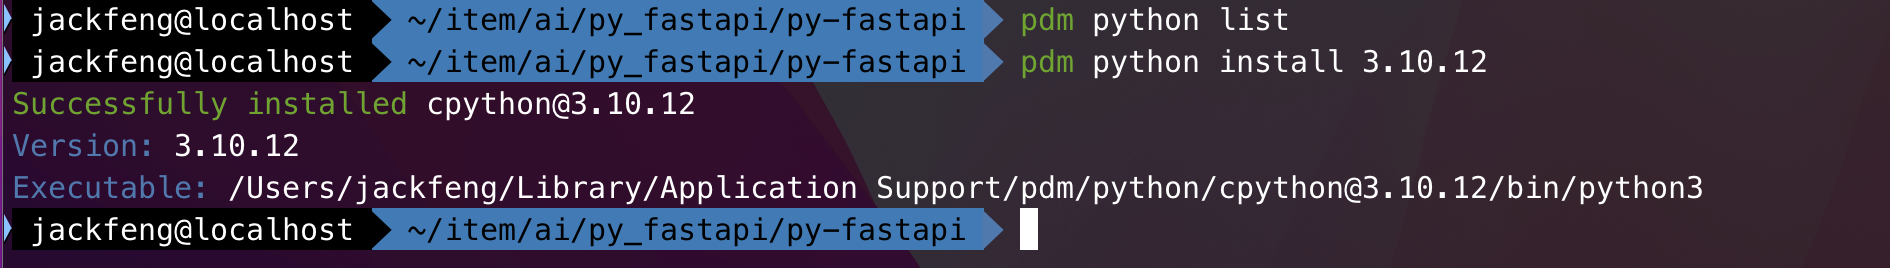 jackfeng@localhost ~/item/ai/py_fastapi/py-fastapi pdm python list
jackfeng@localhost ~/item/ai/py_fastapi/py-fastapi pdm python install 3.10.12
Successfully installed cpython@3.10.12
Version: 3.10.12
Executable: /Users/jackfeng/Library/Application Support/pdm/python/cpython@3.10.12/bin/python3
jackfeng@localhost ~/item/ai/py_fastapi/py-fastapi